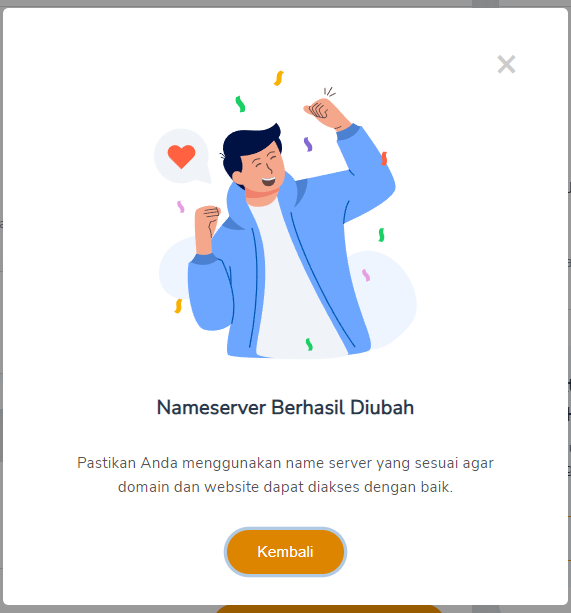 Nameserver Berhasil Diubah
Pastikan Anda menggunakan name server yang sesuai agar
domain dan website dapat diakses dengan baik.
Kembali